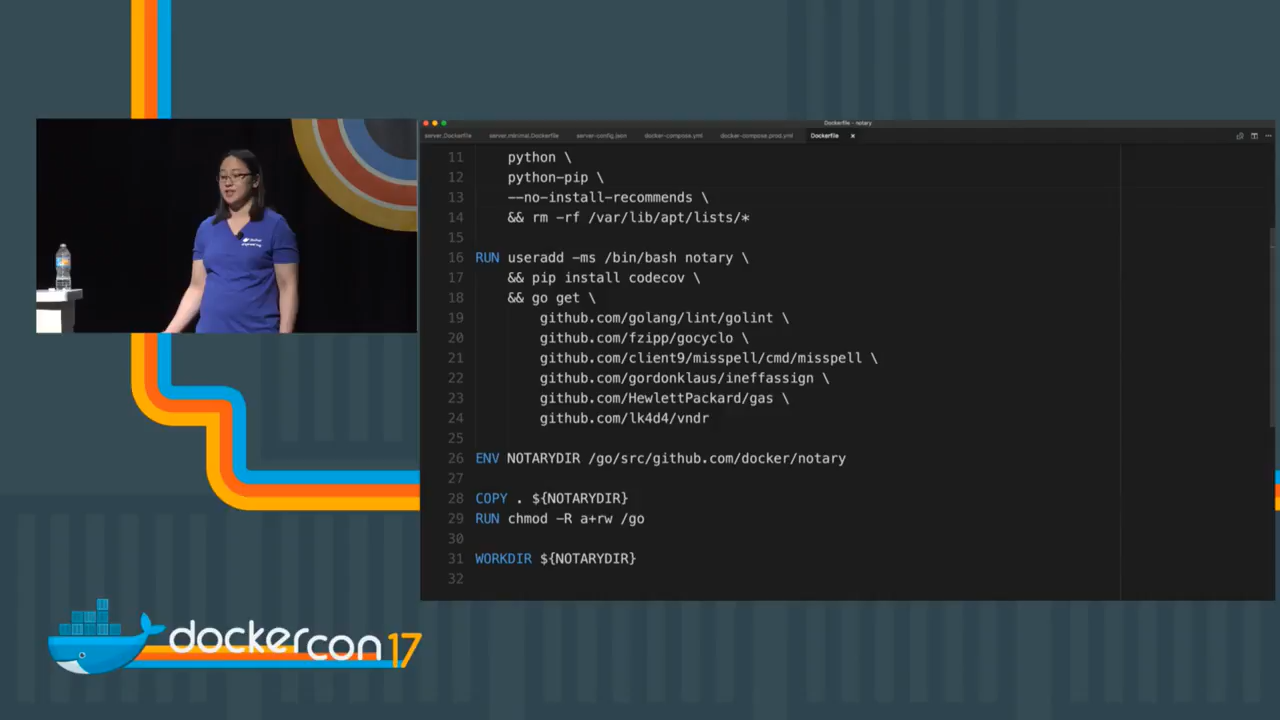 Dockerfile - notary
server.Dockerfile server.minimal.Dockerfile server-config.json docker-compose.yml docker-compose.prod.yml Dockerfile ×
11 python \
12 python-pip \
13 --no-install-recommends \
14 && rm -rf /var/lib/apt/lists/*
15
16 RUN useradd -ms /bin/bash notary \
17 && pip install codecov \
18 && go get \
19 github.com/golang/lint/golint \
20 github.com/fzipp/gocyclo \
21 github.com/client9/misspell/cmd/misspell \
22 github.com/gordonklaus/ineffassign \
23 github.com/HewlettPackard/gas \
24 github.com/lk4d4/vndr
25
26 ENV NOTARYDIR /go/src/github.com/docker/notary
27
28 COPY . ${NOTARYDIR}
29 RUN chmod -R a+rw /go
30
31 WORKDIR ${NOTARYDIR}
32
dockercon 17